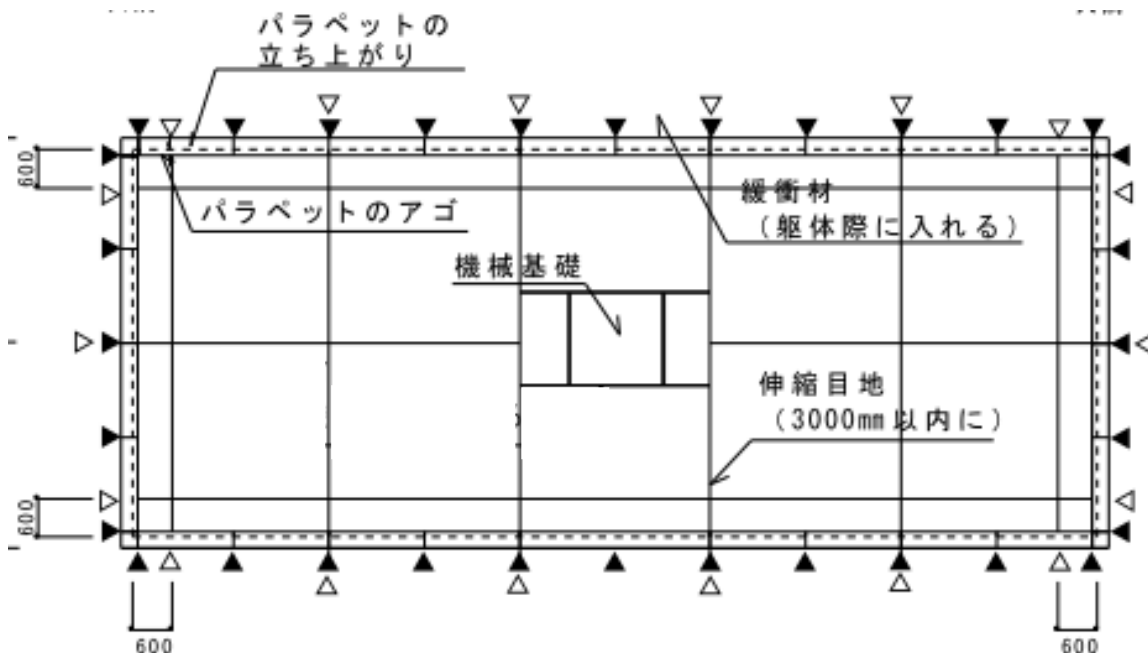 パラペットの
立ち上がり
600
パラペットのアゴ
緩衝材
（躯体際に入れる）
機械基礎
伸縮目地
（3000㎜以内に）
600
600
600